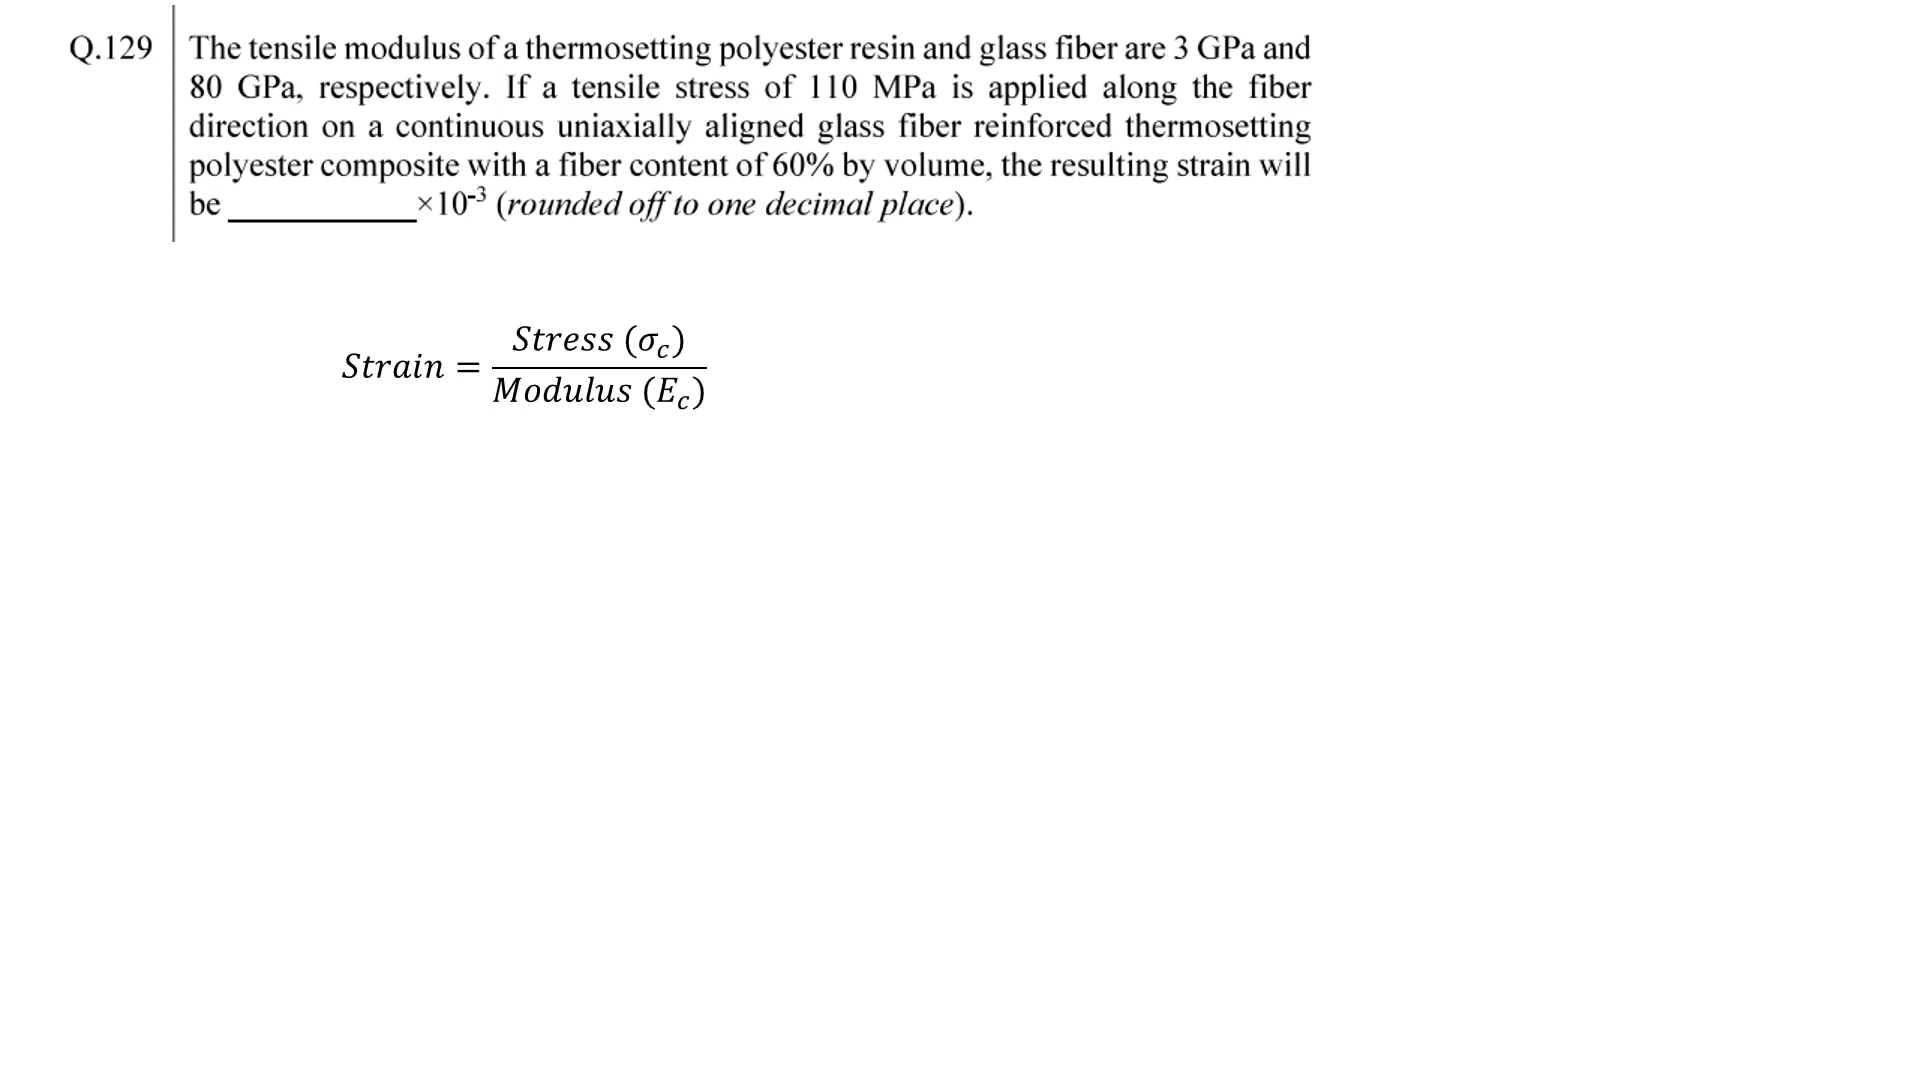 Q.129 The tensile modulus of a thermosetting polyester resin and glass fiber are 3 GPa and
80 GPa, respectively. If a tensile stress of 110 MPa is applied along the fiber
direction on a continuous uniaxially aligned glass fiber reinforced thermosetting
polyester composite with a fiber content of 60% by volume, the resulting strain will
be ____________×10⁻³ (rounded off to one decimal place).
Strain = Stress (σ_c) / Modulus (E_c)